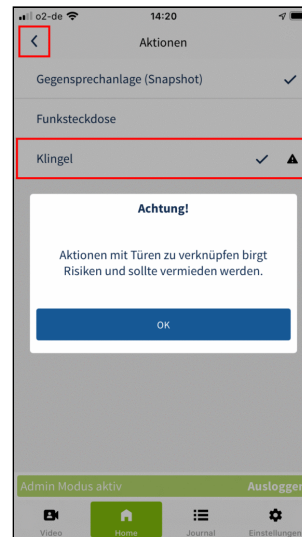 o2-de
14:20
Aktionen
Gegensprechanlage (Snapshot)
Funksteckdose
Klingel
Achtung!
Aktionen mit Türen zu verknüpfen birgt
Risiken und sollte vermieden werden.
OK
Admin Modus aktiv
Ausloggen
Video
Home
Journal
Einstellungen